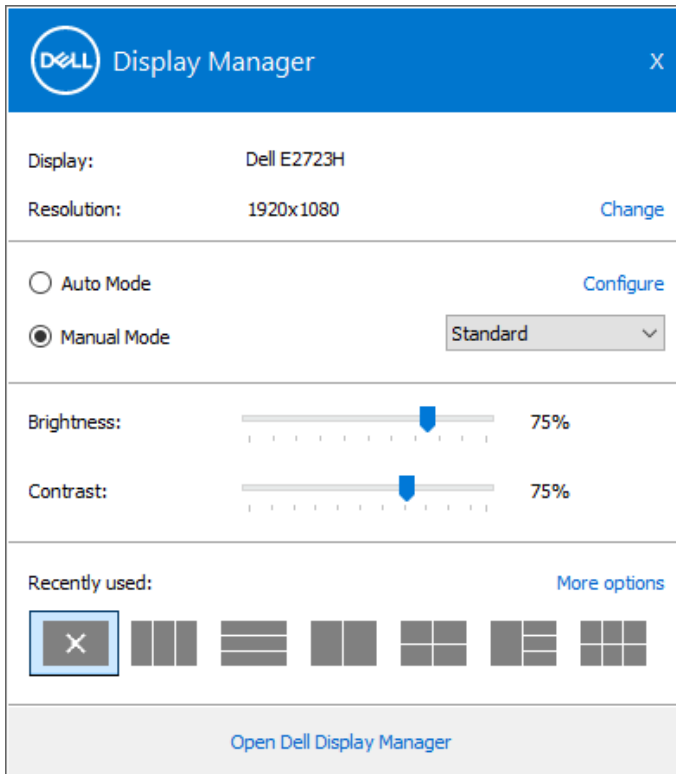 DELL Display Manager X
Display: Dell E2723H
Resolution: 1920x1080 Change
Auto Mode Configure
Manual Mode Standard
Brightness: 75%
Contrast: 75%
Recently used: More options
Open Dell Display Manager